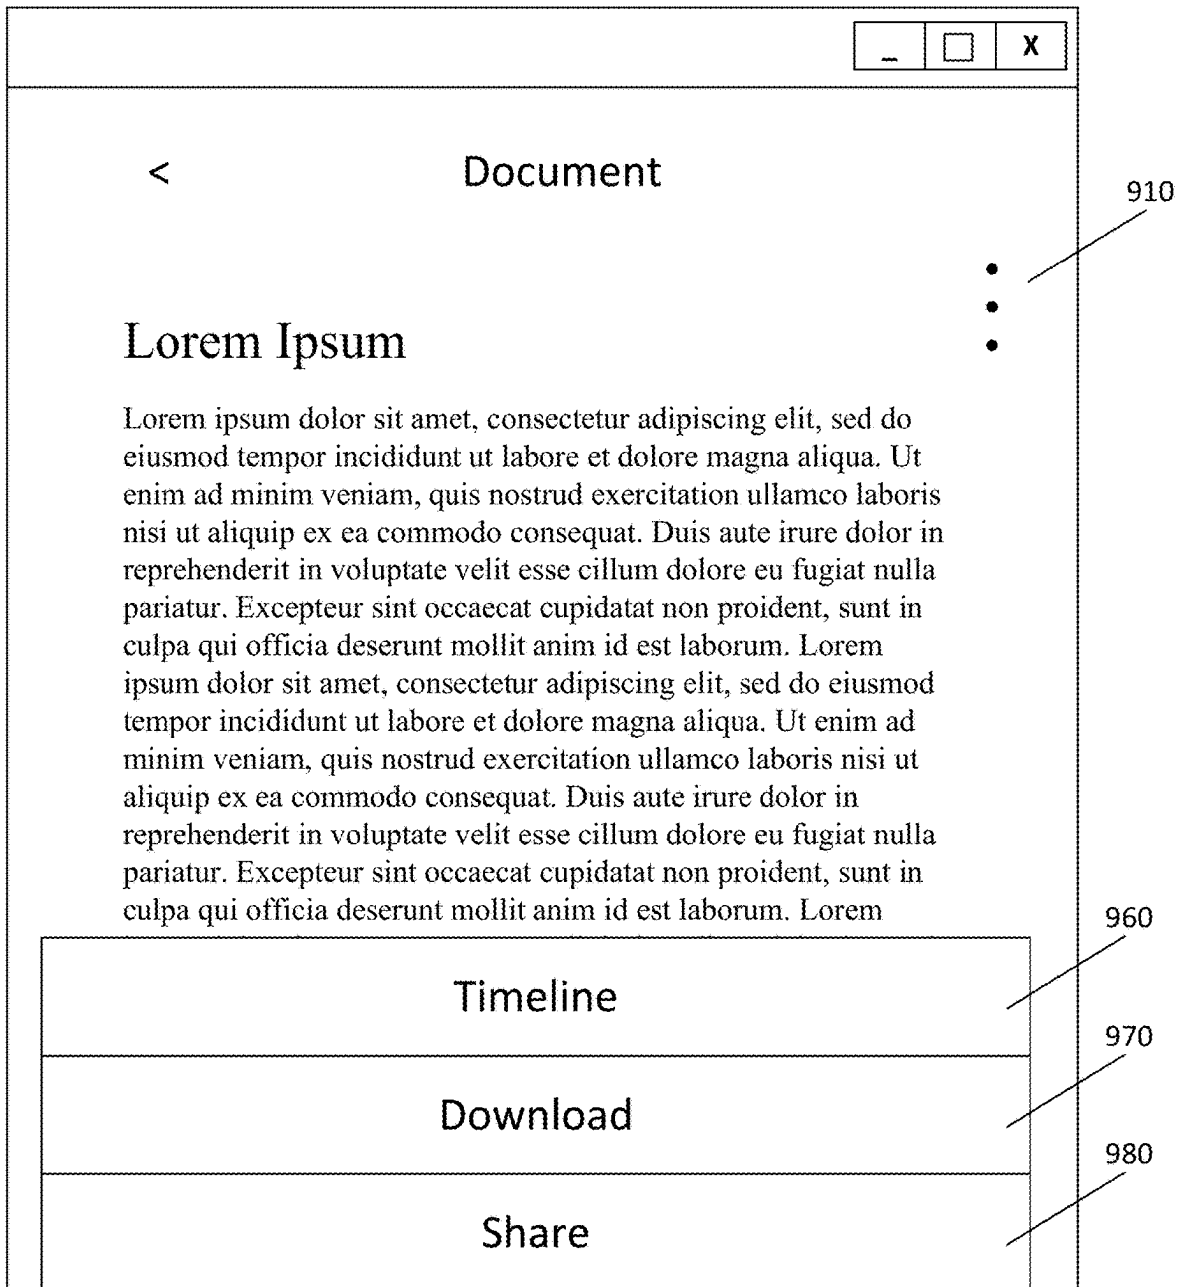 _ □ X
< Document
910
Lorem Ipsum
Lorem ipsum dolor sit amet, consectetur adipiscing elit, sed do
eiusmod tempor incididunt ut labore et dolore magna aliqua. Ut
enim ad minim veniam, quis nostrud exercitation ullamco laboris
nisi ut aliquip ex ea commodo consequat. Duis aute irure dolor in
reprehenderit in voluptate velit esse cillum dolore eu fugiat nulla
pariatur. Excepteur sint occaecat cupidatat non proident, sunt in
culpa qui officia deserunt mollit anim id est laborum. Lorem
ipsum dolor sit amet, consectetur adipiscing elit, sed do eiusmod
tempor incididunt ut labore et dolore magna aliqua. Ut enim ad
minim veniam, quis nostrud exercitation ullamco laboris nisi ut
aliquip ex ea commodo consequat. Duis aute irure dolor in
reprehenderit in voluptate velit esse cillum dolore eu fugiat nulla
pariatur. Excepteur sint occaecat cupidatat non proident, sunt in
culpa qui officia deserunt mollit anim id est laborum. Lorem
960
Timeline
970
Download
980
Share